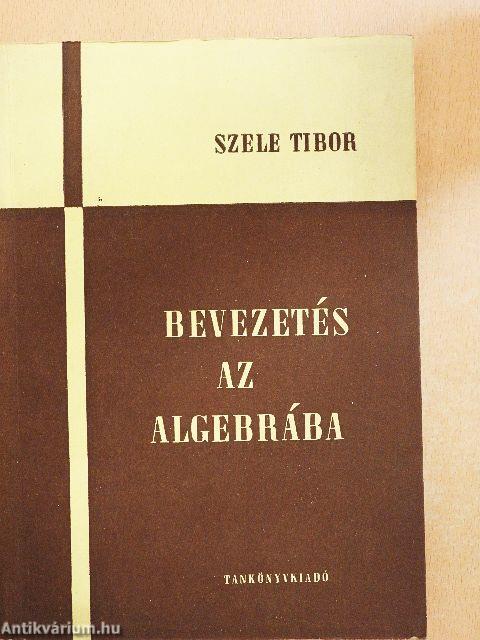 SZELE TIBOR
BEVEZETÉS
AZ
ALGEBRÁBA
TANKÖNYVKIADÓ
Antikvárium.hu